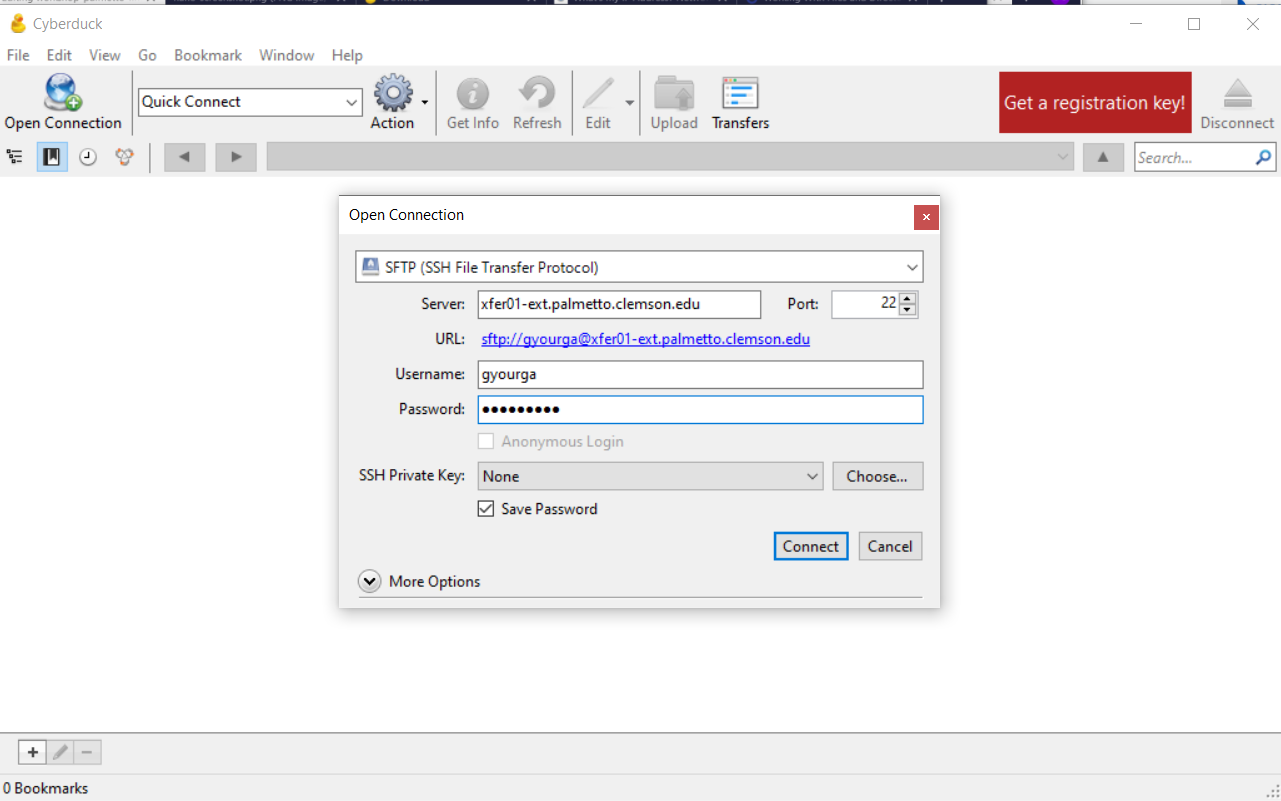 Cyberduck
File Edit View Go Bookmark Window Help
Open Connection
Quick Connect
Action
Get Info
Refresh
Edit
Upload
Transfers
Get a registration key!
Disconnect
Search...
Open Connection
SFTP (SSH File Transfer Protocol)
Server: xfer01-ext.palmetto.clemson.edu Port: 22
URL: sftp://gyourga@xfer01-ext.palmetto.clemson.edu
Username: gyourga
Password: •••••••••
Anonymous Login
SSH Private Key: None Choose...
Save Password
Connect Cancel
More Options
0 Bookmarks